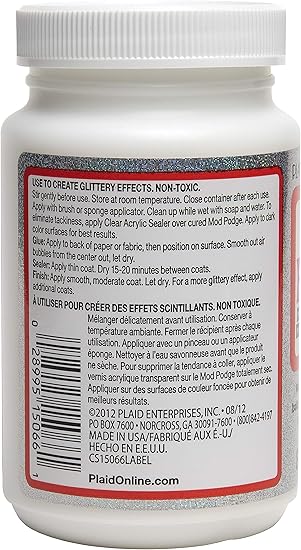 USE TO CREATE GLITTERY EFFECTS. NON-TOXIC.
Stir gently before use. Store at room temperature. Close container after each use.
Apply with brush or sponge applicator. Clean up while wet with soap and water. To
eliminate tackiness, apply Clear Acrylic Sealer over cured Mod Podge. Apply to dark
color surfaces for best results.
Glue: Apply to back of paper or fabric, then position on surface. Smooth out air
bubbles from the center out, let dry.
Sealer: Apply thin coat. Dry 15-20 minutes between coats.
Finish: Apply smooth, moderate coat. Let dry. For a more glittery effect, apply
additional coats.
À UTILISER POUR CRÉER DES EFFETS SCINTILLANTS. NON TOXIQUE.
Mélanger délicatement avant utilisation. Conserver à
température ambiante. Fermer le récipient après chaque
utilisation. Appliquer avec un pinceau ou un applicateur
éponge. Nettoyer à l'eau savonneuse avant que le produit
ne sèche. Pour supprimer la tendance à coller, appliquer le
vernis acrylique transparent sur le Mod Podge totalement sec.
Appliquer sur des surfaces de couleur foncée pour obtenir de
meilleurs résultats.
©2012 PLAID ENTERPRISES, INC. • 08/12
PO BOX 7600 • NORCROSS, GA 30091-7600 • (800)842-4197
MADE IN USA/FABRIQUÉ AUX É.-U./
HECHO EN E.E.U.U.
CS15066LABEL
PlaidOnline.com
0 28995 15066 1